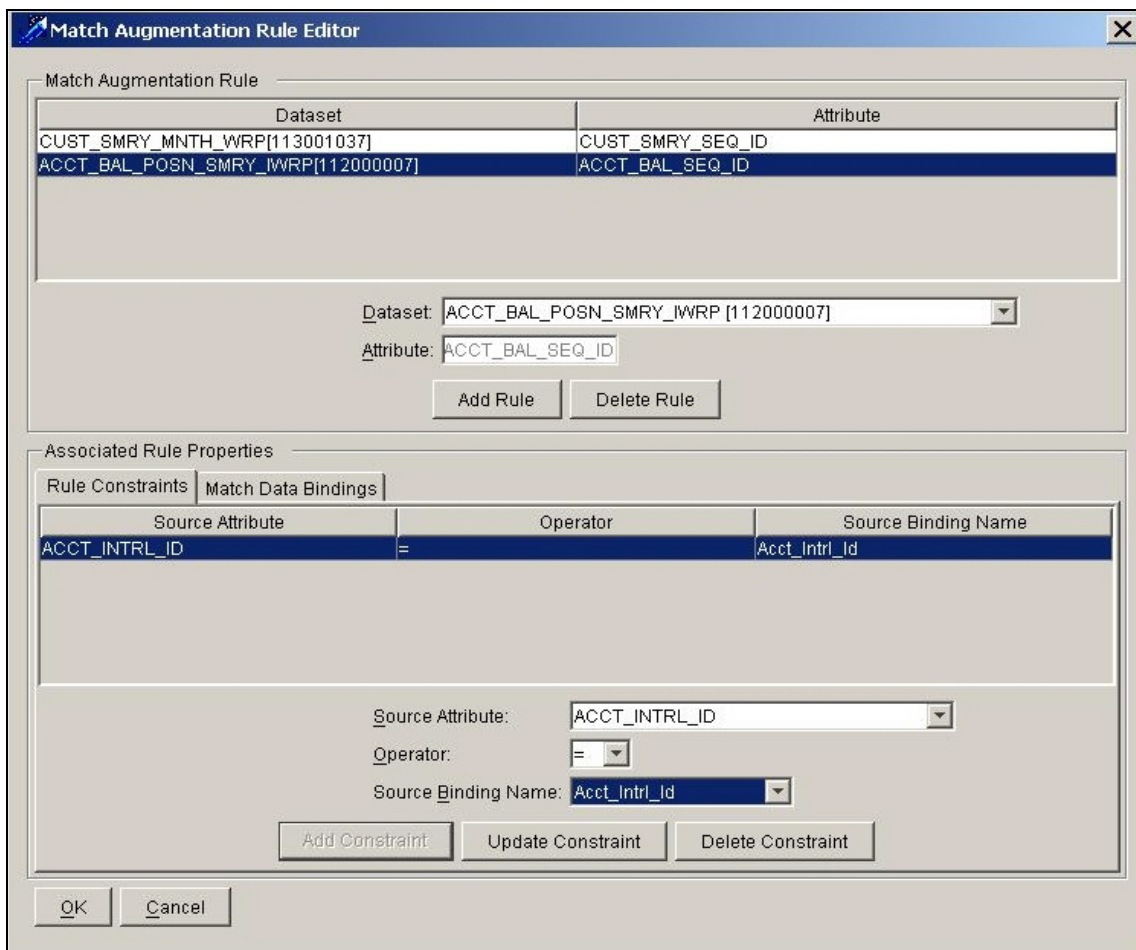 Match Augmentation Rule Editor
Match Augmentation Rule
Dataset Attribute
CUST_SMRY_MNTH_WRP[113001037] CUST_SMRY_SEQ_ID
ACCT_BAL_POSN_SMRY_IWRP[112000007] ACCT_BAL_SEQ_ID
Dataset: ACCT_BAL_POSN_SMRY_IWRP [112000007]
Attribute: ACCT_BAL_SEQ_ID
Add Rule Delete Rule
Associated Rule Properties
Rule Constraints Match Data Bindings
Source Attribute Operator Source Binding Name
ACCT_INTRL_ID = Acct_Intrl_Id
Source Attribute: ACCT_INTRL_ID
Operator: =
Source Binding Name: Acct_Intrl_Id
Add Constraint Update Constraint Delete Constraint
OK Cancel